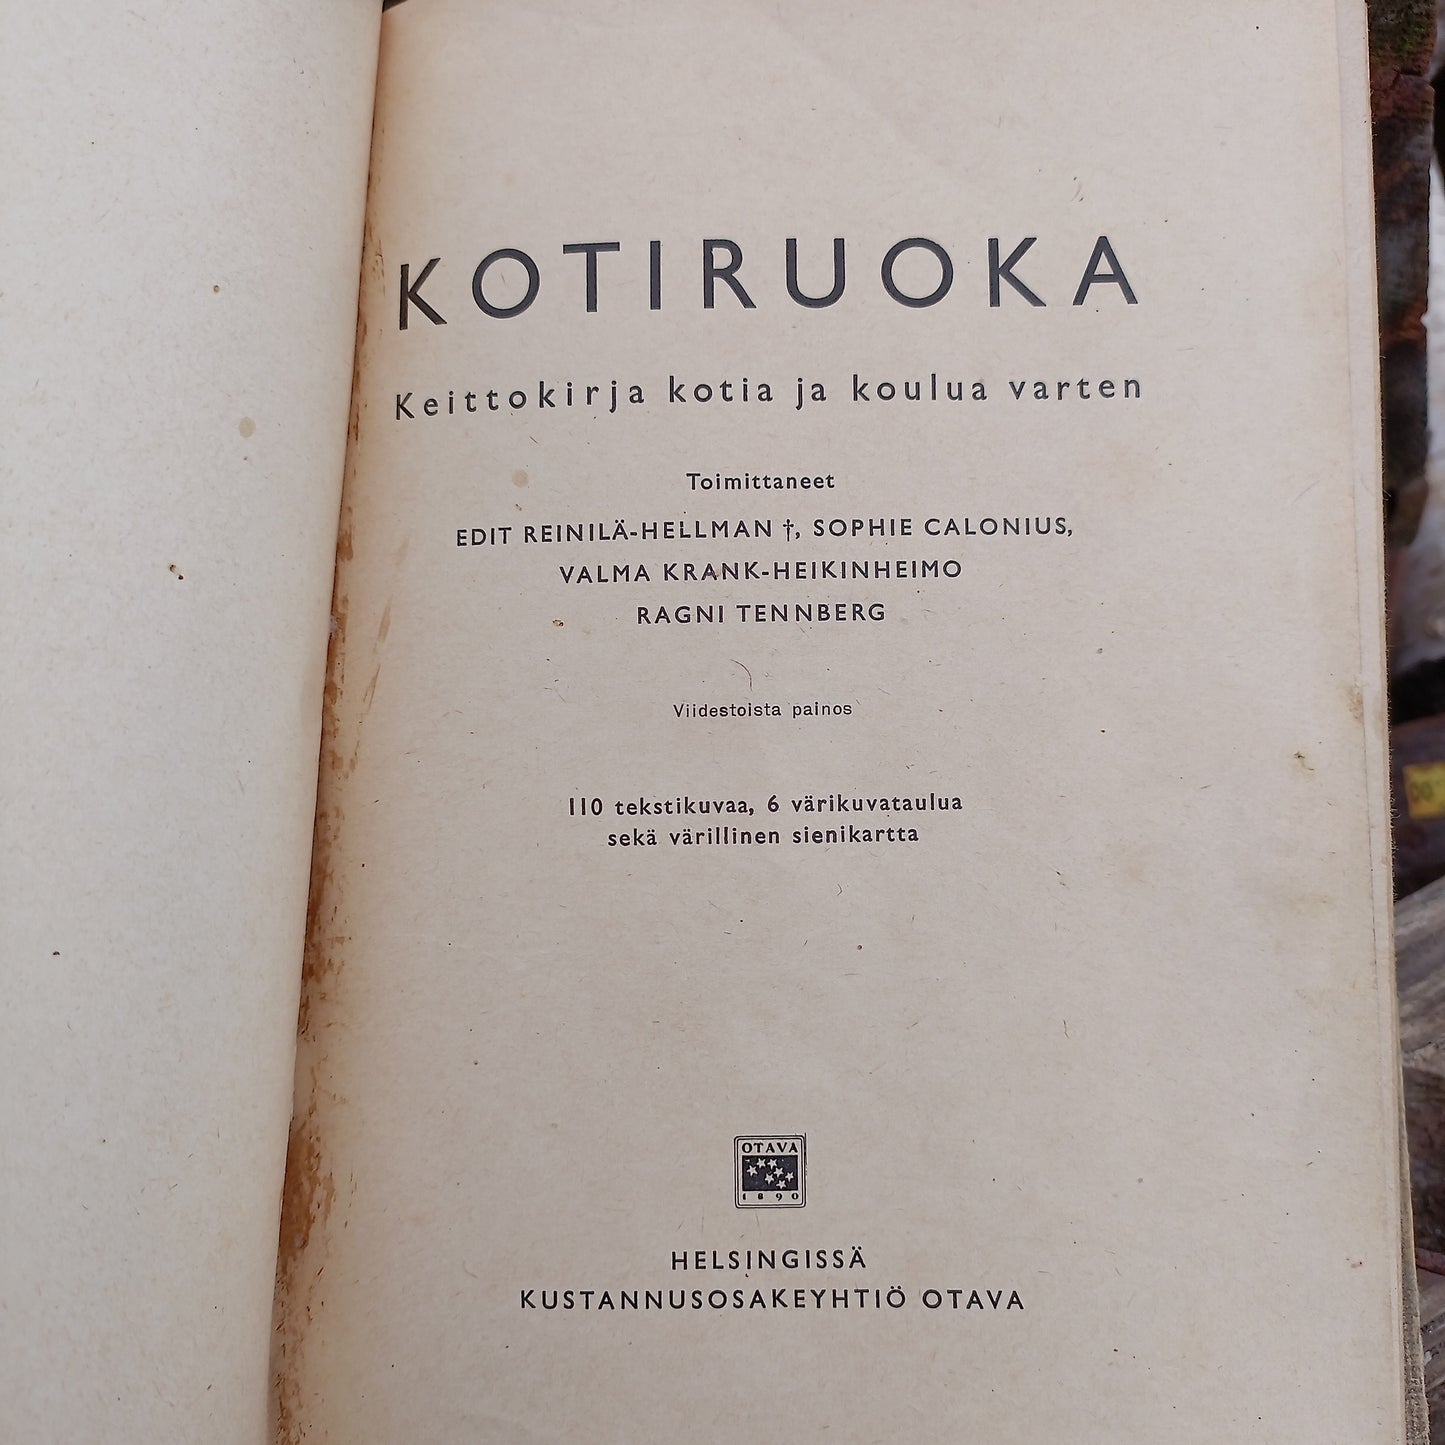 KOTIRUOKA
Keittokirja kotia ja koulua varten
Toimittaneet
EDIT REINILÄ-HELLMAN †, SOPHIE CALONIUS,
VALMA KRANK-HEIKINHEIMO
RAGNI TENNBERG
Viidestoista painos
110 tekstikuvaa, 6 värikuvataulua
sekä värillinen sienikartta
OTAVA
1890
HELSINGISSÄ
KUSTANNUSOSAKEYHTIÖ OTAVA